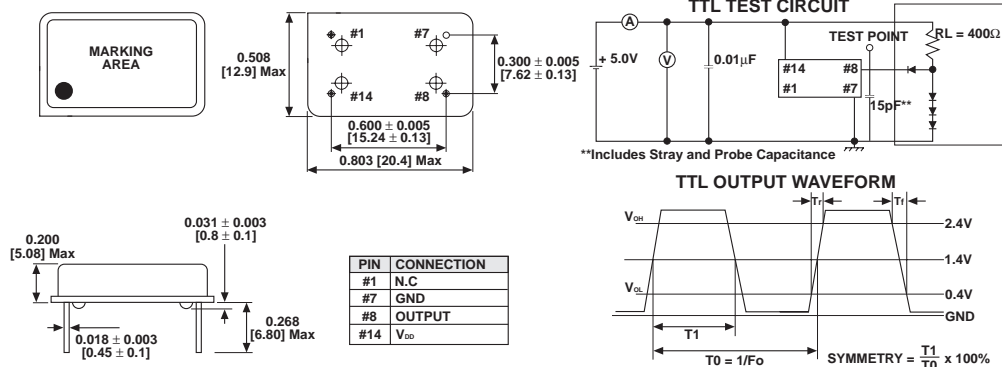 MARKING
AREA
0.508
[12.9] Max
#1
#7
#14
#8
0.300 ± 0.005
[7.62 ± 0.13]
0.600 ± 0.005
[15.24 ± 0.13]
0.803 [20.4] Max
TTL TEST CIRCUIT
A
V
+ 5.0V
0.01µF
TEST POINT
RL = 400Ω
#14
#8
#1
#7
15pF**
**Includes Stray and Probe Capacitance
0.200
[5.08] Max
0.031 ± 0.003
[0.8 ± 0.1]
0.018 ± 0.003
[0.45 ± 0.1]
0.268
[6.80] Max
PIN CONNECTION
#1 N.C
#7 GND
#8 OUTPUT
#14 VDD
TTL OUTPUT WAVEFORM
Tr
Tf
VOH
2.4V
1.4V
VOL
0.4V
GND
T1
T0 = 1/Fo
SYMMETRY = T1/T0 x 100%